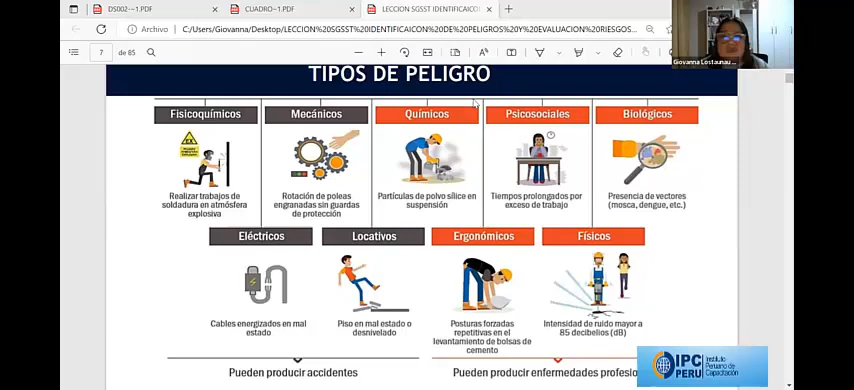 DS002---1.PDF
CUADRO~1.PDF
LECCION SGSST IDENTIFICAICON
Archivo
C:/Users/Giovanna/Desktop/LECCION%20SGSST%20IDENTIFICAICON%20DE%20PELIGROS%20Y%20EVALUACION%20RIESGOS...
7 de 85
Giovanna Lostaunau ...
TIPOS DE PELIGRO
Fisicoquímicos
Mecánicos
Químicos
Psicosociales
Biológicos
Realizar trabajos de
soldadura en atmósfera
explosiva
Rotación de poleas
engranadas sin guardas
de protección
Partículas de polvo sílice en
suspensión
Tiempos prolongados por
exceso de trabajo
Presencia de vectores
(mosca, dengue, etc.)
Eléctricos
Locativos
Ergonómicos
Físicos
Cables energizados en mal
estado
Piso en mal estado o
desnivelado
Posturas forzadas
repetitivas en el
levantamiento de bolsas de
cemento
Intensidad de ruido mayor a
85 decibelios (dB)
Pueden producir accidentes
Pueden producir enfermedades profesio
IPC
PERU
Instituto
Peruano de
Capacitación